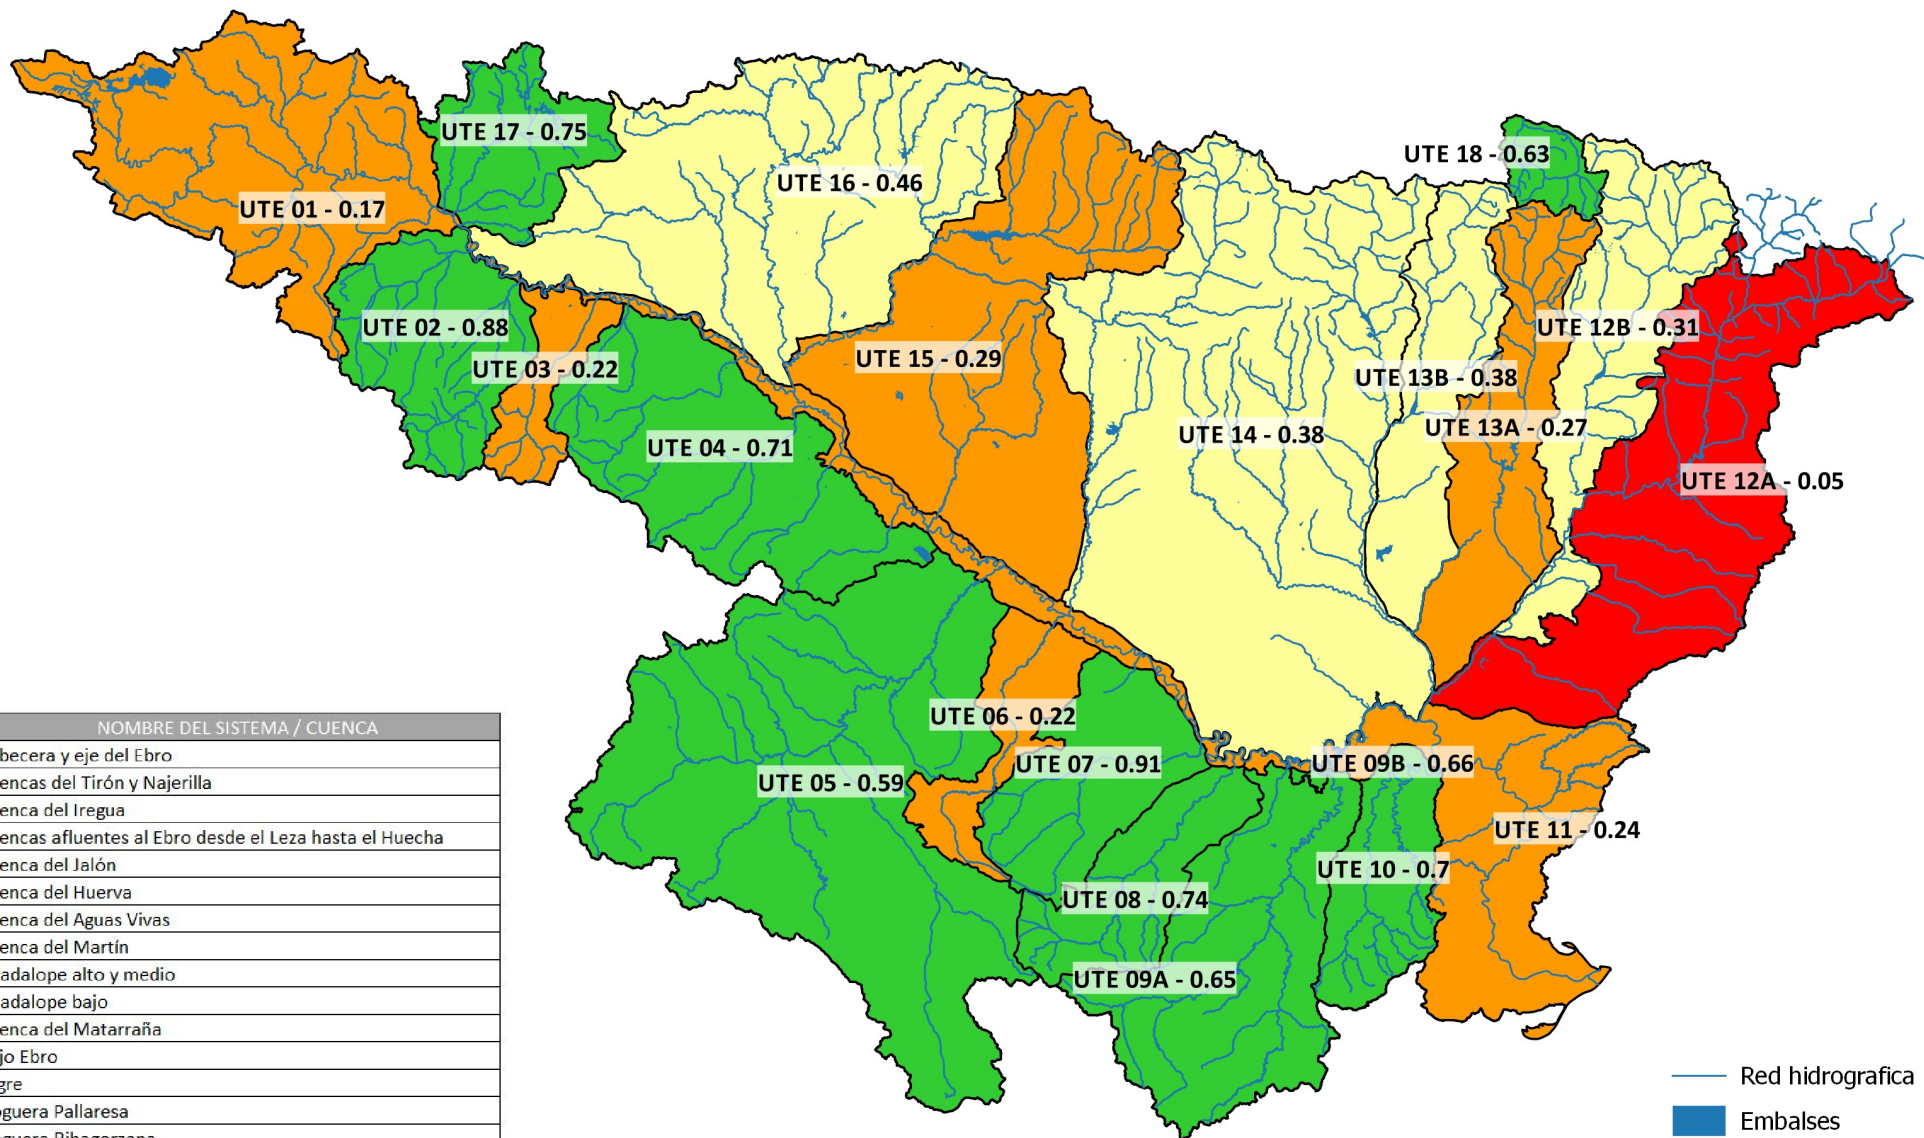 UTE 17 - 0.75
UTE 18 - 0.63
UTE 16 - 0.46
UTE 01 - 0.17
UTE 02 - 0.88
UTE 12B - 0.31
UTE 15 - 0.29
UTE 03 - 0.22
UTE 13B - 0.38
UTE 13A - 0.27
UTE 14 - 0.38
UTE 04 - 0.71
UTE 12A - 0.05
UTE 06 - 0.22
UTE 07 - 0.91
UTE 09B - 0.66
UTE 05 - 0.59
UTE 11 - 0.24
UTE 10 - 0.7
UTE 08 - 0.74
UTE 09A - 0.65
NOMBRE DEL SISTEMA / CUENCA
becera y eje del Ebro
encas del Tirón y Najerilla
enca del Iregua
encas afluentes al Ebro desde el Leza hasta el Huecha
enca del Jalón
enca del Huerva
enca del Aguas Vivas
enca del Martín
adalope alto y medio
adalope bajo
enca del Matarraña
jo Ebro
gre
guera Pallaresa
Ribagorzana
Red hidrografica
Embalses